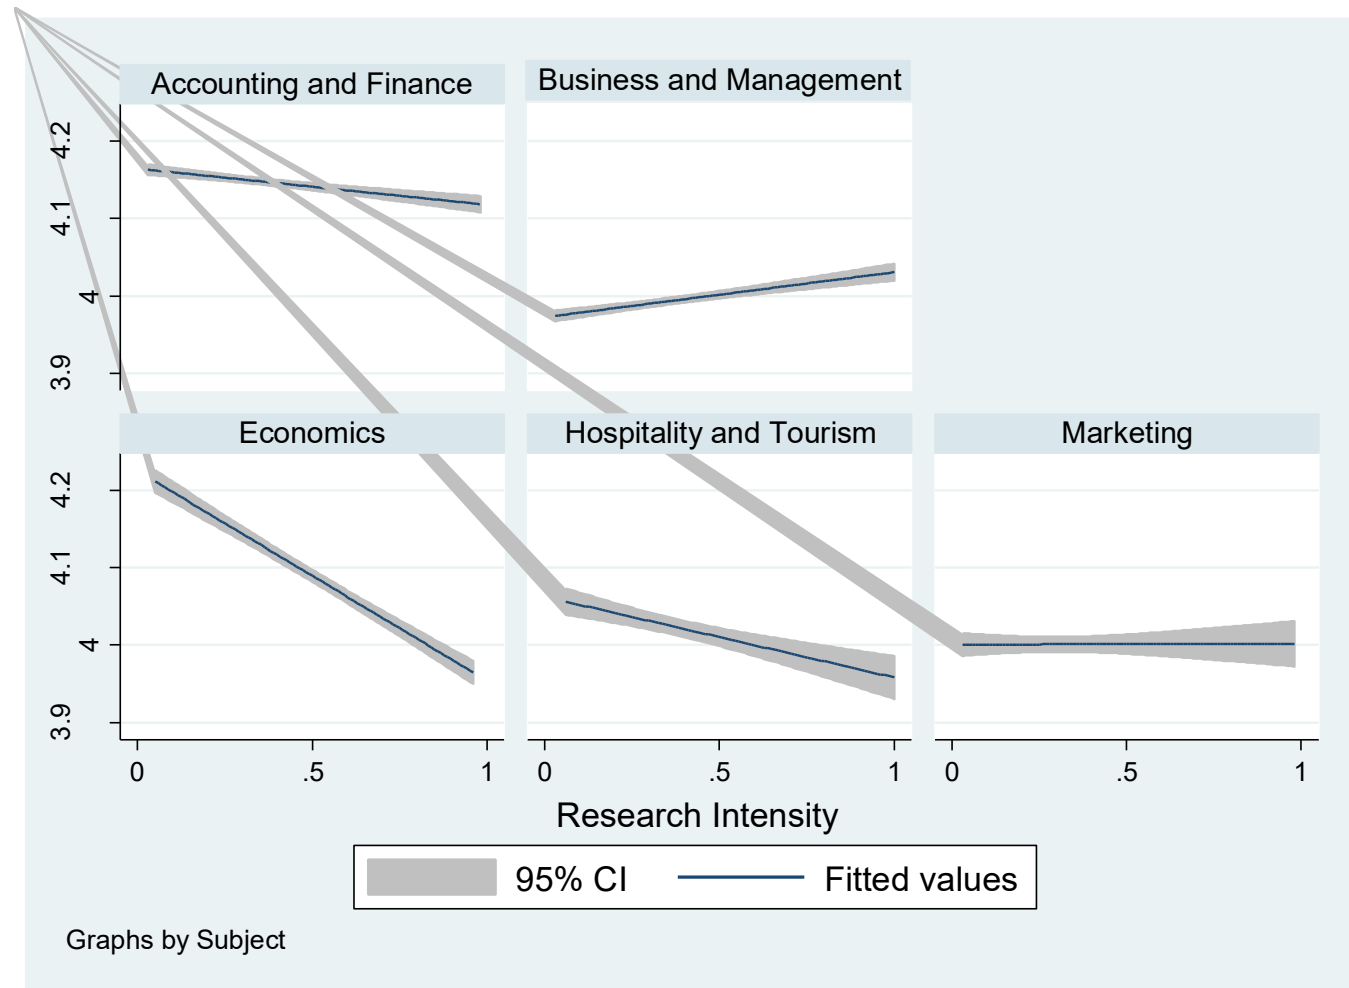 Accounting and Finance
Business and Management
4.2
4.1
4
3.9
Economics
Hospitality and Tourism
Marketing
4.2
4.1
4
3.9
0 .5 1 0 .5 1 0 .5 1
Research Intensity
95% CI Fitted values
Graphs by Subject